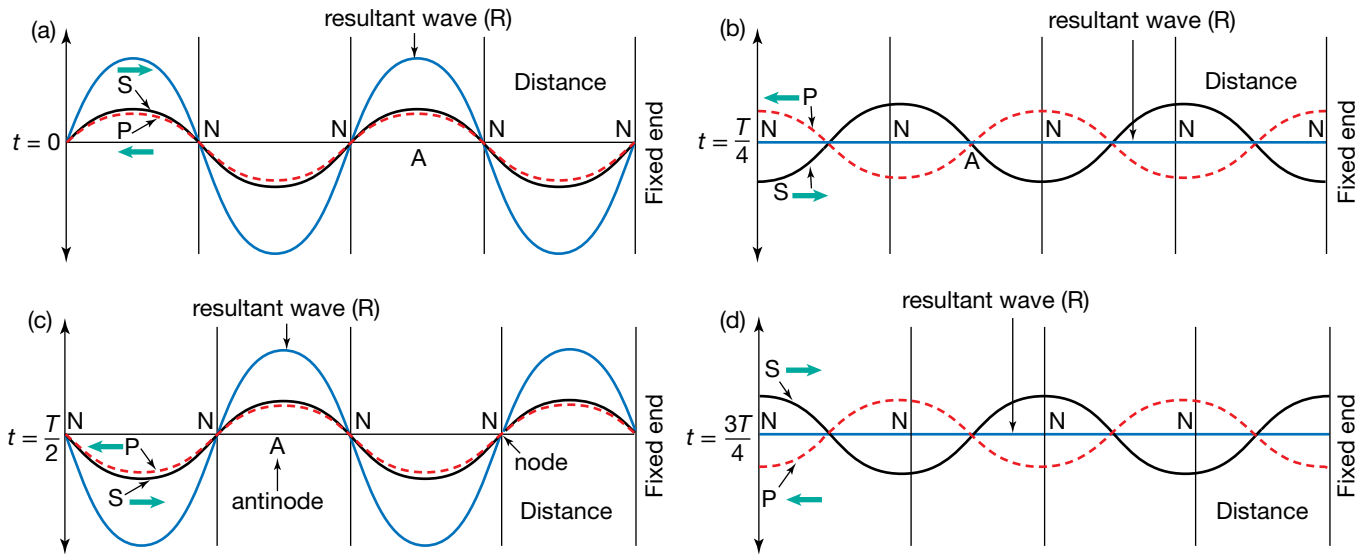 (a)
resultant wave (R)
S
P
N
N
N
N
A
Distance
Fixed end
t = 0
(b)
resultant wave (R)
P
N
N
N
N
N
A
S
Distance
Fixed end
t = T/4
(c)
resultant wave (R)
N
N
N
N
P
S
A
antinode
node
Distance
Fixed end
t = T/2
(d)
resultant wave (R)
S
N
N
N
N
P
Distance
Fixed end
t = 3T/4